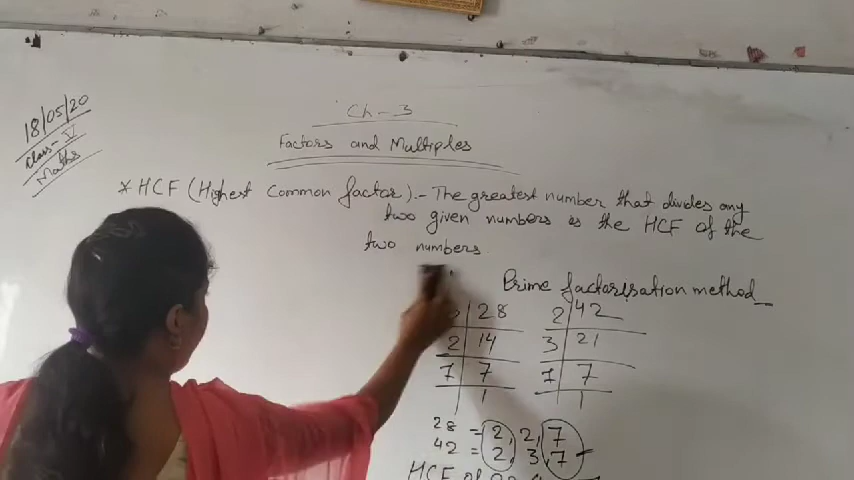 18/05/20
Class - V
Maths
Ch - 3
Factors and Multiples
* HCF (Highest Common factor).- The greatest number that divides any
two given numbers is the HCF of the
two numbers
Prime factorisation method
28
2 14
7 7
1
2 42
3 21
7 7
1
28 = 2, 2, 7
42 = 2, 3, 7
HCF of